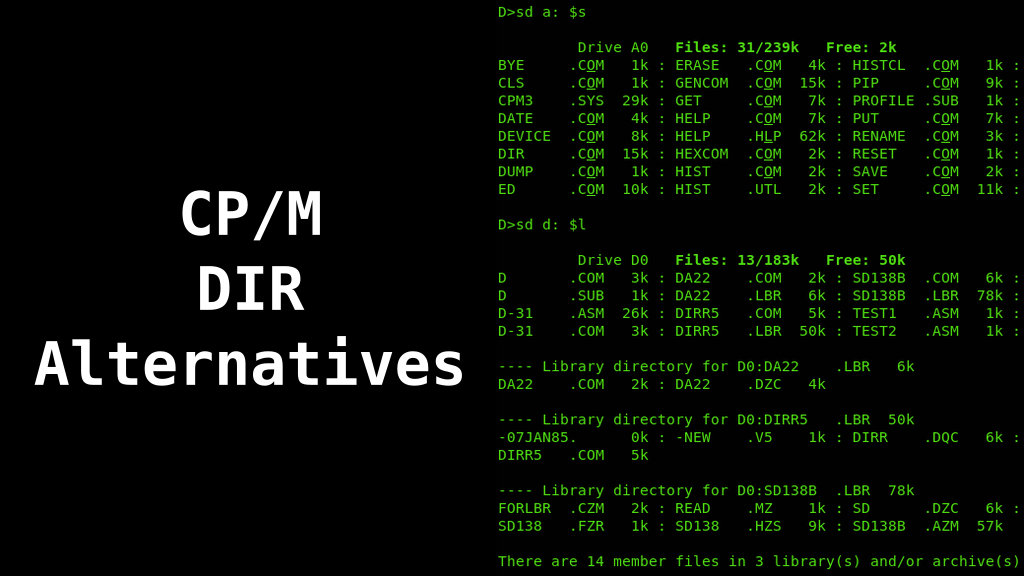 CP/M
DIR
Alternatives
D>sd a: $s
Drive A0   Files: 31/239k   Free: 2k
BYE     .COM   1k : ERASE   .COM   4k : HISTCL  .COM   1k :
CLS     .COM   1k : GENCOM  .COM  15k : PIP     .COM   9k :
CPM3    .SYS  29k : GET     .COM   7k : PROFILE .SUB   1k :
DATE    .COM   4k : HELP    .COM   7k : PUT     .COM   7k :
DEVICE  .COM   8k : HELP    .HLP  62k : RENAME  .COM   3k :
DIR     .COM  15k : HEXCOM  .COM   2k : RESET   .COM   1k :
DUMP    .COM   1k : HIST    .COM   2k : SAVE    .COM   2k :
ED      .COM  10k : HIST    .UTL   2k : SET     .COM  11k :
D>sd d: $l
Drive D0   Files: 13/183k   Free: 50k
D       .COM   3k : DA22    .COM   2k : SD138B  .COM   6k :
D       .SUB   1k : DA22    .LBR   6k : SD138B  .LBR  78k :
D-31    .ASM  26k : DIRR5   .COM   5k : TEST1   .ASM   1k :
D-31    .COM   3k : DIRR5   .LBR  50k : TEST2   .ASM   1k :
---- Library directory for D0:DA22    .LBR   6k
DA22    .COM   2k : DA22    .DZC   4k
---- Library directory for D0:DIRR5   .LBR  50k
-07JAN85.      0k : -NEW    .V5    1k : DIRR    .DQC   6k :
DIRR5   .COM   5k
---- Library directory for D0:SD138B  .LBR  78k
FORLBR  .CZM   2k : READ    .MZ    1k : SD      .DZC   6k :
SD138   .FZR   1k : SD138   .HZS   9k : SD138B  .AZM  57k
There are 14 member files in 3 library(s) and/or archive(s)